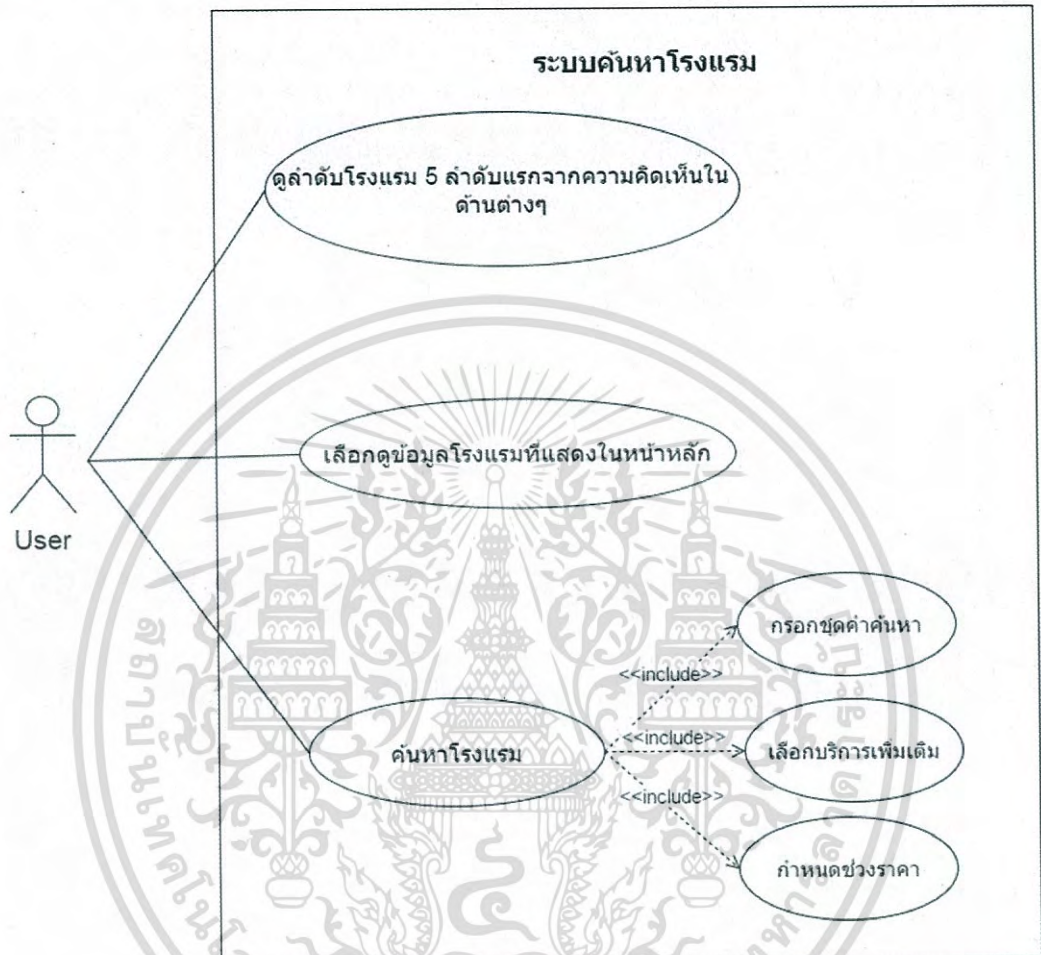 ระบบค้นหาโรงแรม
ดูลำดับโรงแรม 5 ลำดับแรกจากความคิดเห็นใน
ด้านต่างๆ
เลือกดูข้อมูลโรงแรมที่แสดงในหน้าหลัก
User
กรอกชุดคำค้นหา
<<include>>
<<include>>
ค้นหาโรงแรม
เลือกบริการเพิ่มเติม
<<include>>
กำหนดช่วงราคา